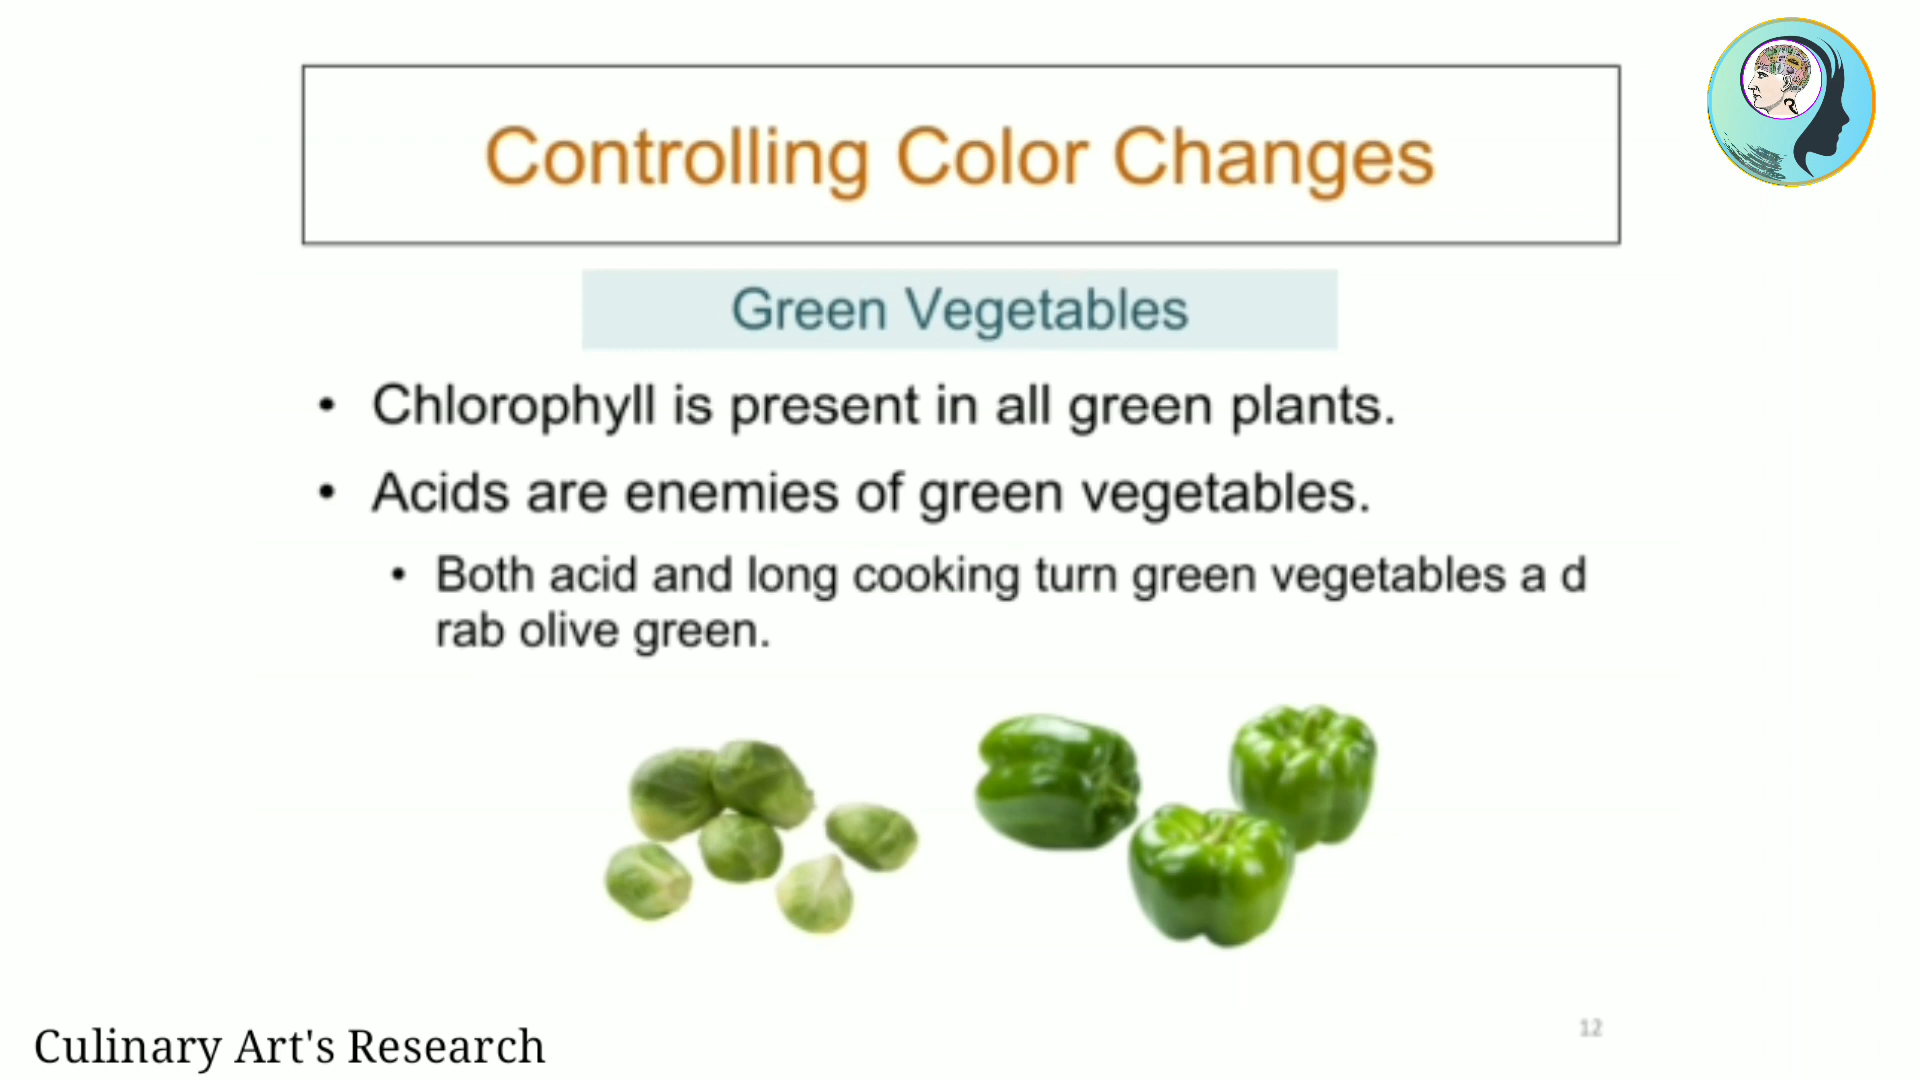 Controlling Color Changes
Green Vegetables
• Chlorophyll is present in all green plants.
• Acids are enemies of green vegetables.
• Both acid and long cooking turn green vegetables a d
rab olive green.
12
Culinary Art's Research